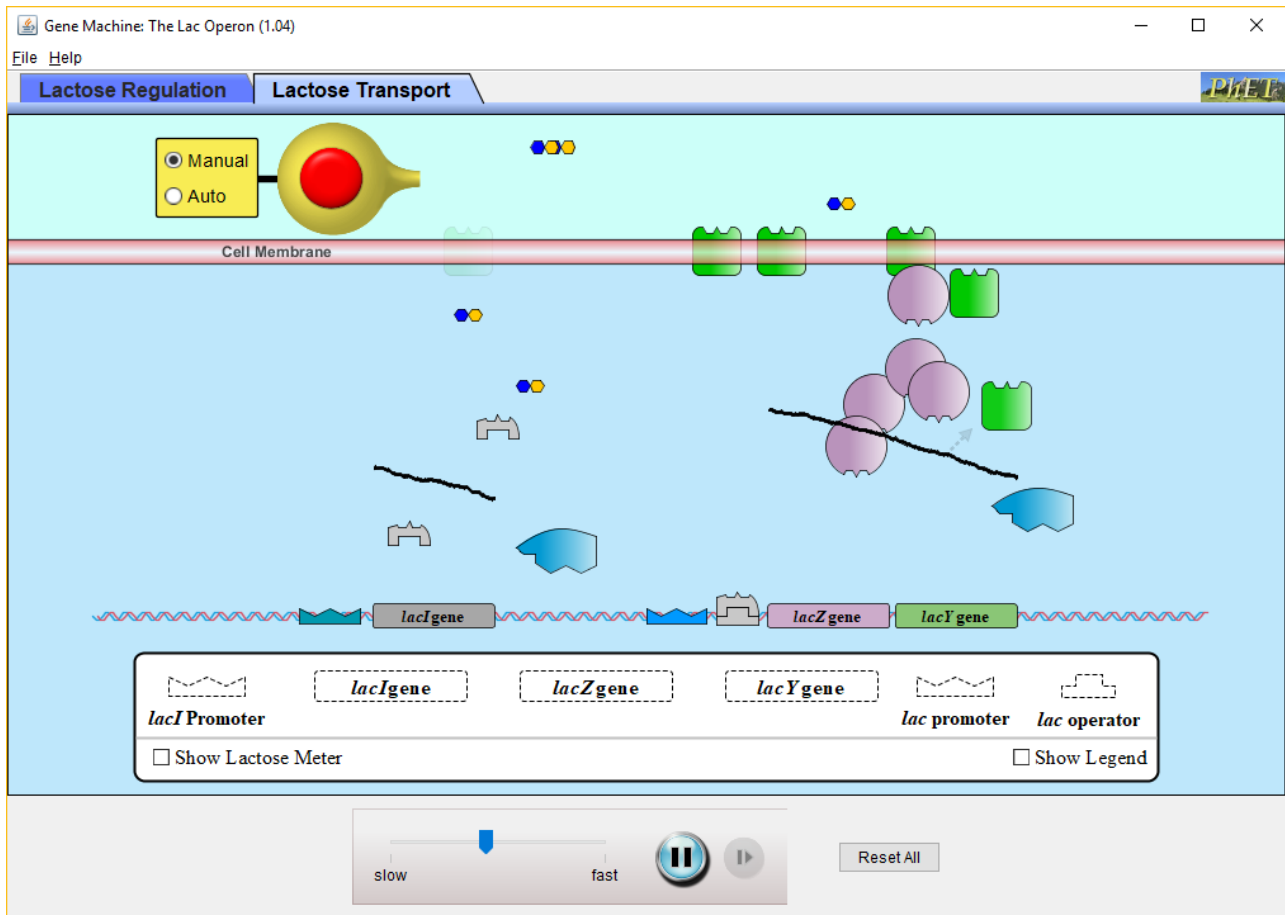 Gene Machine: The Lac Operon (1.04)
File Help
Lactose Regulation Lactose Transport
PhET
Manual
Auto
Cell Membrane
lacI gene lacZ gene lacY gene
lacI gene lacZ gene lacY gene
lacI Promoter lac promoter lac operator
Show Lactose Meter Show Legend
slow fast
Reset All